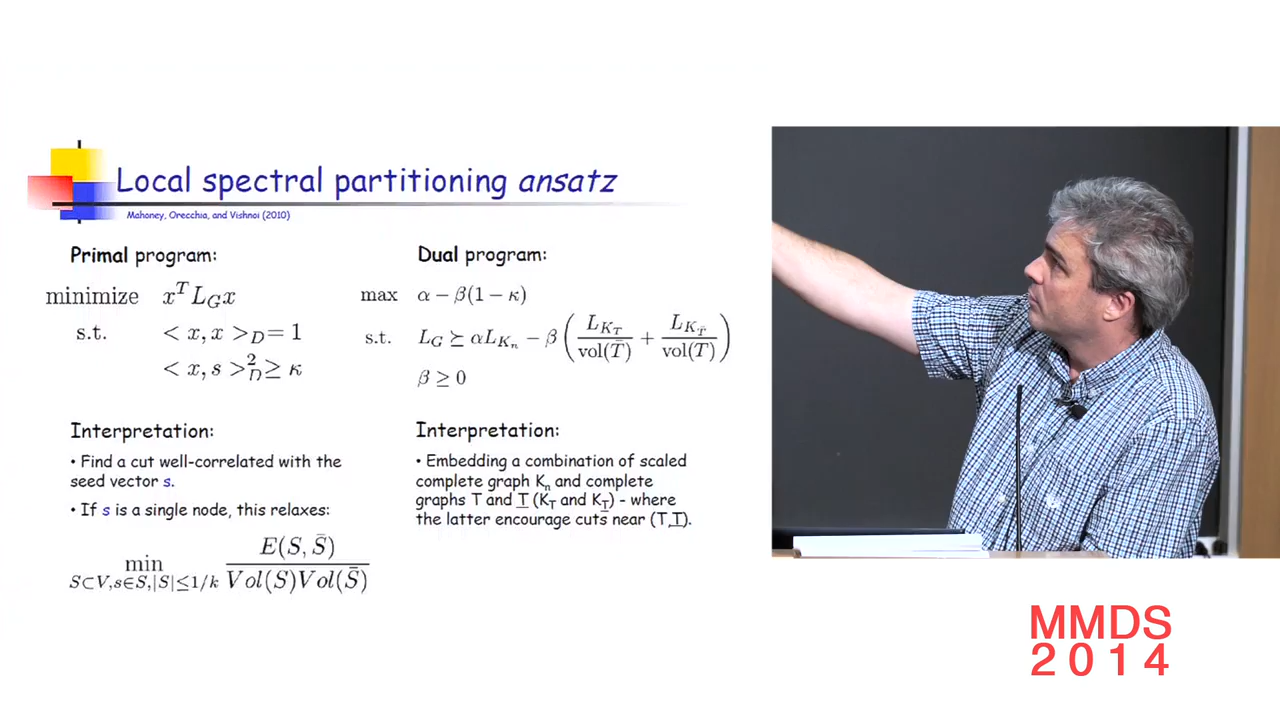 Local spectral partitioning ansatz
Mahoney, Orecchia, and Vishnoi (2010)
Primal program:
minimize x^T L_G x
s.t. < x, x >_D = 1
< x, s >_D^2 ≥ κ
Interpretation:
• Find a cut well-correlated with the
seed vector s.
• If s is a single node, this relaxes:
min_{S⊂V,s∈S,|S|≤1/k} E(S, S̄) / Vol(S)Vol(S̄)
Dual program:
max α − β(1 − κ)
s.t. L_G ⪰ αL_{K_n} − β ( L_{K_T} / vol(T̄) + L_{K_T̄} / vol(T) )
β ≥ 0
Interpretation:
• Embedding a combination of scaled
complete graph K_n and complete
graphs T and T̲ (K_T and K_T̲) - where
the latter encourage cuts near (T,T̲).
MMDS
2014